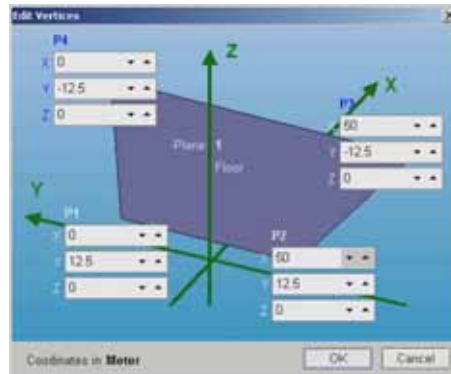 Edit Vertices
P4
X 0
Y -12.5
Z 0
Z
X
P3
50
Y -12.5
Z 0
Plane 1
Floor
Y
P1
X 0
Y 12.5
Z 0
P2
X 50
Y 12.5
Z 0
Coordinates in Meter
OK
Cancel